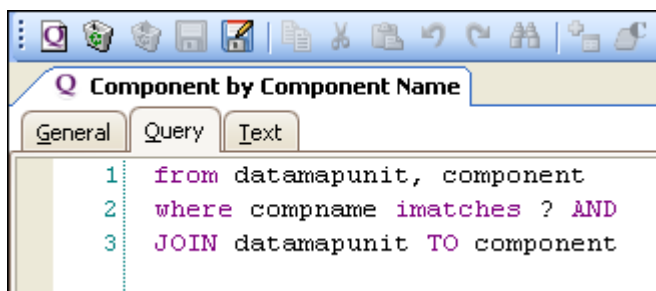 Q Component by Component Name
General Query Text
1 from datamapunit, component
2 where compname imatches ? AND
3 JOIN datamapunit TO component